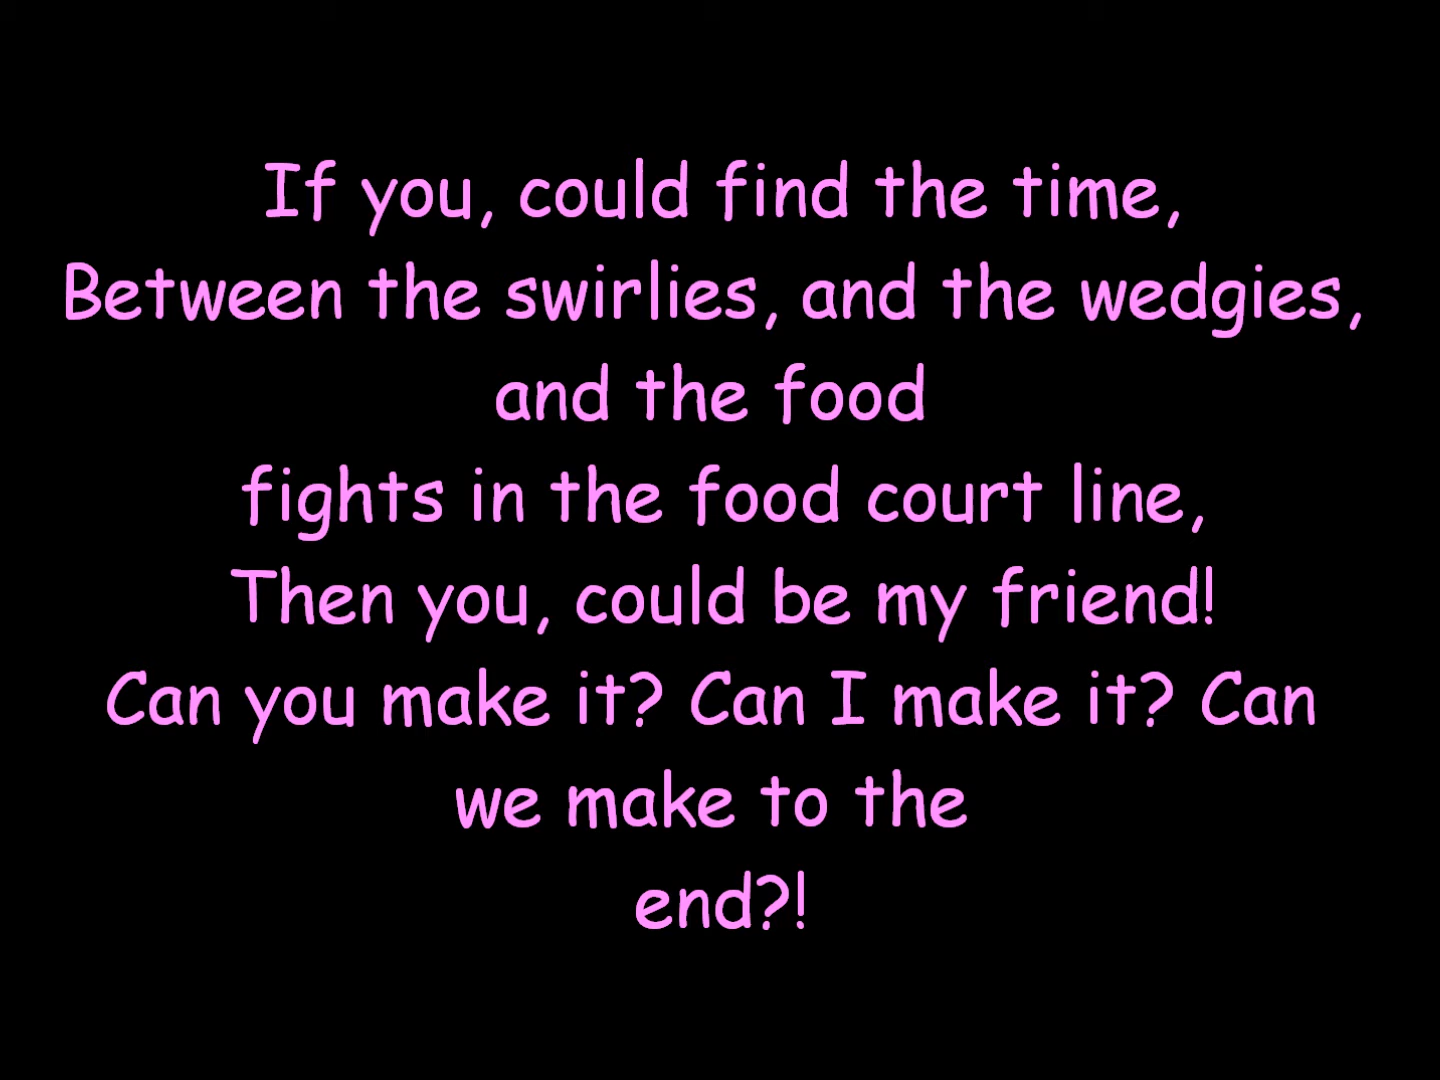 If you, could find the time,
Between the swirlies, and the wedgies,
and the food
fights in the food court line,
Then you, could be my friend!
Can you make it? Can I make it? Can
we make to the
end?!